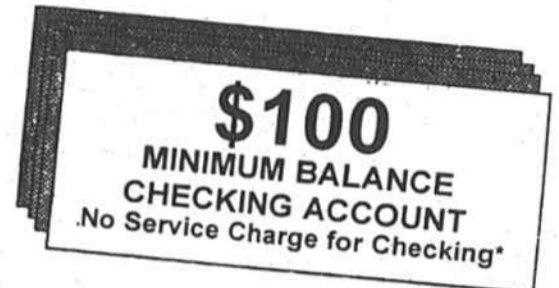 $100
MINIMUM BALANCE
CHECKING ACCOUNT
No Service Charge for Checking*